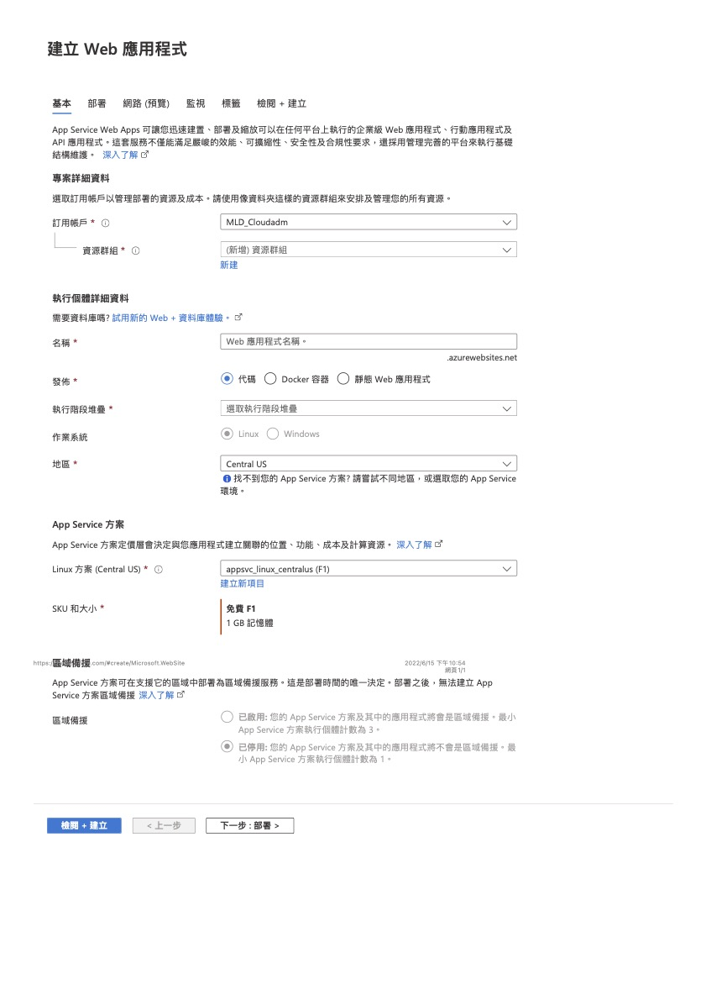 建立 Web 應用程式
基本 部署 網路 (預覽) 監視 標籤 檢閱 + 建立
App Service Web Apps 可讓您迅速建置、部署及縮放可以在任何平台上執行的企業級 Web 應用程式、行動應用程式及
API 應用程式。這套服務不僅能滿足嚴峻的效能、可擴縮性、安全性及合規性要求，還採用管理完善的平台來執行基礎
結構維護。 深入了解
專案詳細資料
選取訂用帳戶以管理部署的資源及成本。請使用像資料夾這樣的資源群組來安排及管理您的所有資源。
訂用帳戶 *
MLD_Cloudadm
資源群組 *
(新增) 資源群組
新建
執行個體詳細資料
需要資料庫嗎? 試用新的 Web + 資料庫體驗。
名稱 *
Web 應用程式名稱。
.azurewebsites.net
發佈 *
代碼 Docker 容器 靜態 Web 應用程式
執行階段堆疊 *
選取執行階段堆疊
作業系統
Linux Windows
地區 *
Central US
找不到您的 App Service 方案? 請嘗試不同地區，或選取您的 App Service
環境。
App Service 方案
App Service 方案定價層會決定與您應用程式建立關聯的位置、功能、成本及計算資源。 深入了解
Linux 方案 (Central US) *
appsvc_linux_centralus (F1)
建立新項目
SKU 和大小 *
免費 F1
1 GB 記憶體
區域備援
https:/ .com/#create/Microsoft.WebSite
2022/6/15 下午10:54
網頁1/1
App Service 方案可在支援它的區域中部署為區域備援服務。這是部署時間的唯一決定。部署之後，無法建立 App
Service 方案區域備援 深入了解
區域備援
已啟用: 您的 App Service 方案及其中的應用程式將會是區域備援。最小
App Service 方案執行個體計數為 3。
已停用: 您的 App Service 方案及其中的應用程式將不會是區域備援。最
小 App Service 方案執行個體計數為 1。
檢閱 + 建立
< 上一步
下一步 : 部署 >